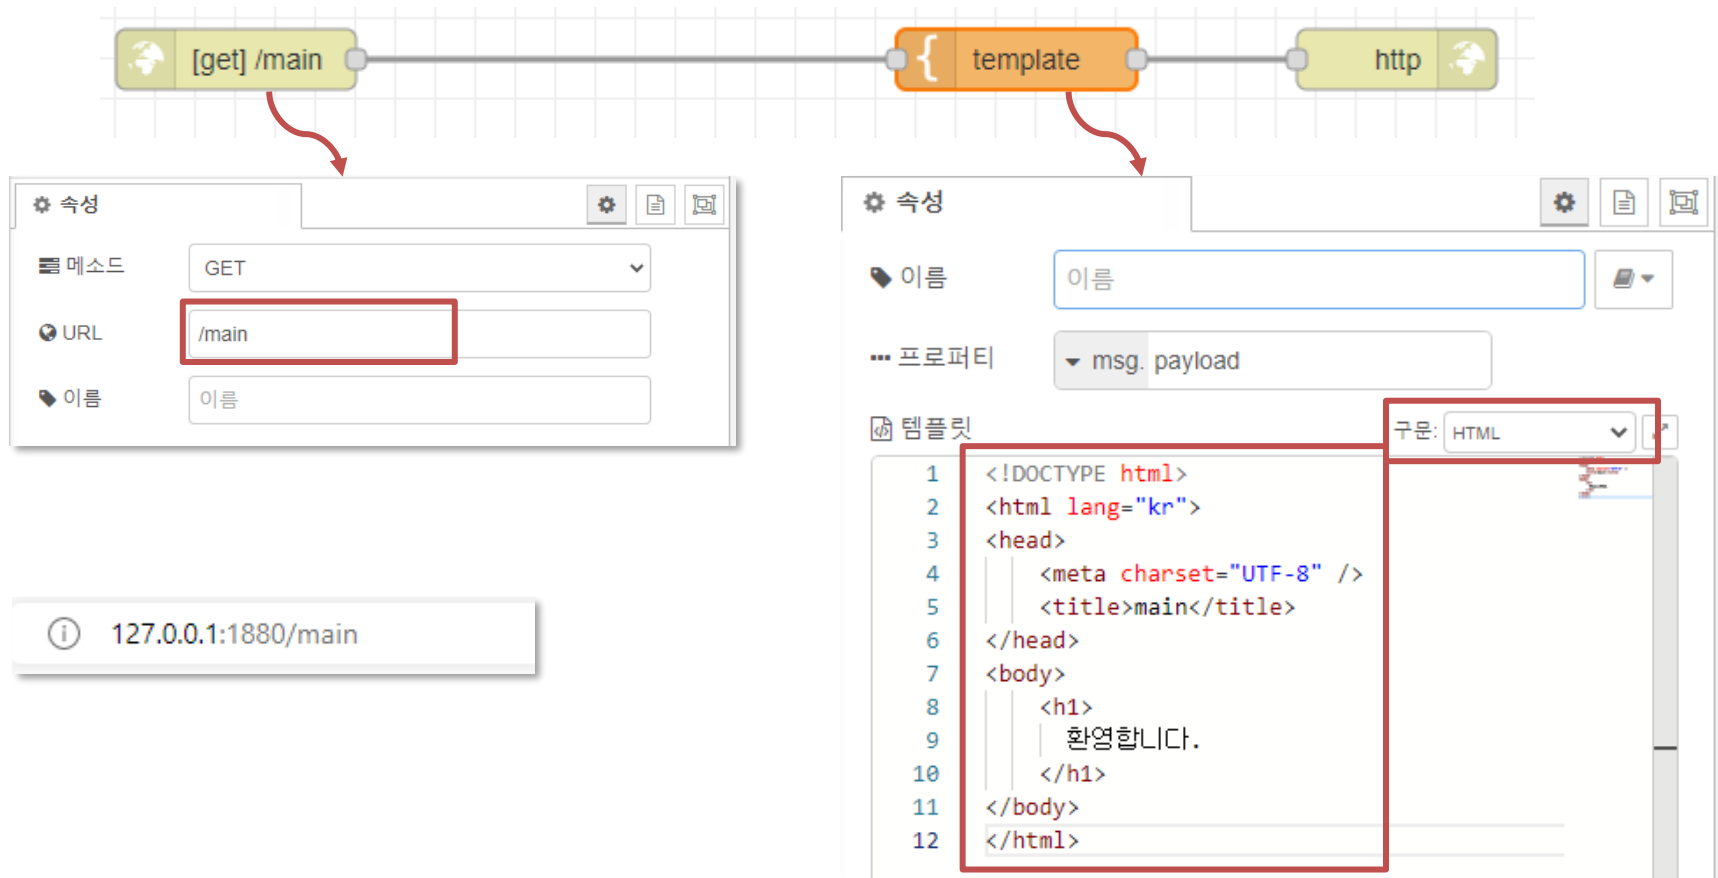 [get] /main
template
http
속성
메소드
GET
URL
/main
이름
이름
127.0.0.1:1880/main
속성
이름
이름
프로퍼티
msg. payload
템플릿
구문: HTML
1 <!DOCTYPE html>
2 <html lang="kr">
3 <head>
4 <meta charset="UTF-8" />
5 <title>main</title>
6 </head>
7 <body>
8 <h1>
9 환영합니다.
10 </h1>
11 </body>
12 </html>